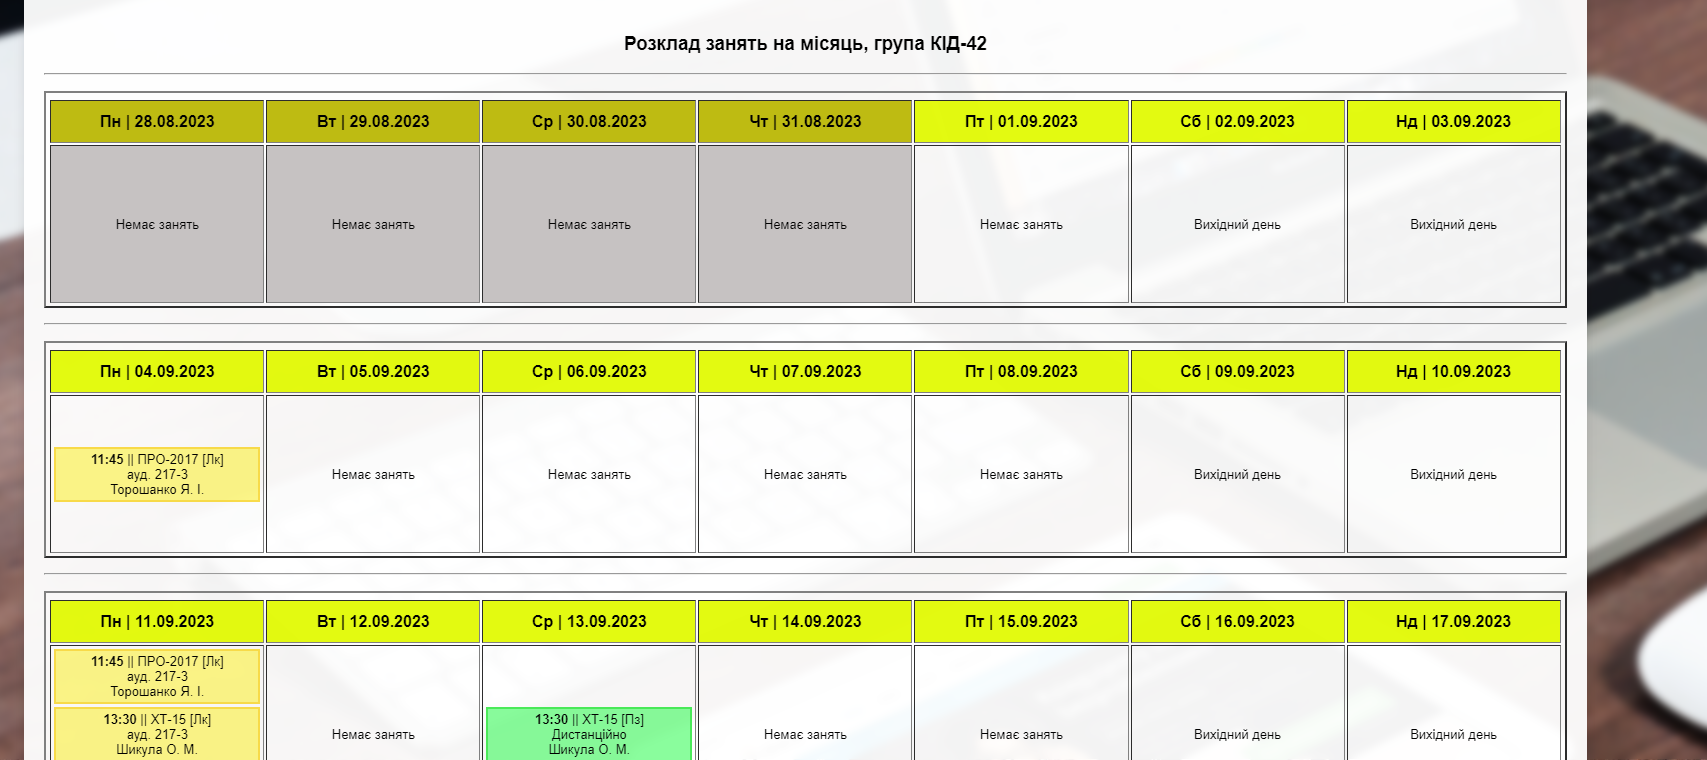 Розклад занять на місяць, група КІД-42
Пн | 28.08.2023 Вт | 29.08.2023 Ср | 30.08.2023 Чт | 31.08.2023 Пт | 01.09.2023 Сб | 02.09.2023 Нд | 03.09.2023
Немає занять Немає занять Немає занять Немає занять Немає занять Вихідний день Вихідний день
Пн | 04.09.2023 Вт | 05.09.2023 Ср | 06.09.2023 Чт | 07.09.2023 Пт | 08.09.2023 Сб | 09.09.2023 Нд | 10.09.2023
11:45 || ПРО-2017 [Лк]
ауд. 217-3
Торошанко Я. І.
Немає занять Немає занять Немає занять Немає занять Вихідний день Вихідний день
Пн | 11.09.2023 Вт | 12.09.2023 Ср | 13.09.2023 Чт | 14.09.2023 Пт | 15.09.2023 Сб | 16.09.2023 Нд | 17.09.2023
11:45 || ПРО-2017 [Лк]
ауд. 217-3
Торошанко Я. І.
13:30 || ХТ-15 [Лк]
ауд. 217-3
Шикула О. М.
Немає занять
13:30 || ХТ-15 [Пз]
Дистанційно
Шикула О. М.
Немає занять Немає занять Вихідний день Вихідний день